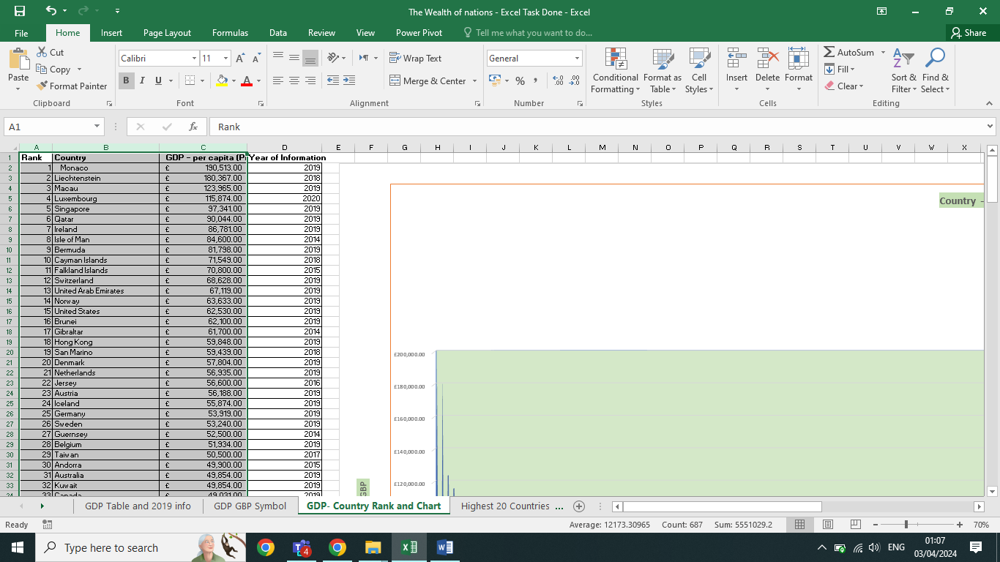 The Wealth of nations - Excel Task Done - Excel
File Home Insert Page Layout Formulas Data Review View Power Pivot Tell me what you want to do... Share
Paste
Cut
Copy
Format Painter
Clipboard
Calibri 11
B I U
Font
Wrap Text
Merge & Center
Alignment
General
% ,
Number
Conditional Formatting
Format as Table
Cell Styles
Styles
Insert Delete Format
Cells
AutoSum
Fill
Clear
Sort & Filter
Find & Select
Editing
A1 fx Rank
A B C D E F G H I J K L M N O P Q R S T U V W X
1 Rank Country GDP - per capita (P Year of Information
2 1 Monaco £ 190,513.00 2019
3 2 Liechtenstein £ 180,367.00 2018
4 3 Macau £ 123,965.00 2019
5 4 Luxembourg £ 115,874.00 2020
6 5 Singapore £ 97,341.00 2019
7 6 Qatar £ 90,044.00 2019
8 7 Ireland £ 86,781.00 2019
9 8 Isle of Man £ 84,600.00 2014
10 9 Bermuda £ 81,798.00 2019
11 10 Cayman Islands £ 71,549.00 2018
12 11 Falkland Islands £ 70,800.00 2015
13 12 Switzerland £ 68,628.00 2019
14 13 United Arab Emirates £ 67,119.00 2019
15 14 Norway £ 63,633.00 2019
16 15 United States £ 62,530.00 2019
17 16 Brunei £ 62,100.00 2019
18 17 Gibraltar £ 61,700.00 2014
19 18 Hong Kong £ 59,848.00 2019
20 19 San Marino £ 59,439.00 2018
21 20 Denmark £ 57,804.00 2019
22 21 Netherlands £ 56,935.00 2019
23 22 Jersey £ 56,600.00 2016
24 23 Austria £ 56,188.00 2019
25 24 Iceland £ 55,874.00 2019
26 25 Germany £ 53,919.00 2019
27 26 Sweden £ 53,240.00 2019
28 27 Guernsey £ 52,500.00 2014
29 28 Belgium £ 51,934.00 2019
30 29 Taiwan £ 50,500.00 2017
31 30 Andorra £ 49,900.00 2015
32 31 Australia £ 49,854.00 2019
33 32 Kuwait £ 49,854.00 2019
33 Canada £ 49,031.00 2019
Country -
£200,000.00
£180,000.00
£160,000.00
£140,000.00
£120,000.00
GBP
GDP Table and 2019 info GDP GBP Symbol GDP- Country Rank and Chart Highest 20 Countries ...
Ready Average: 12173.30965 Count: 687 Sum: 5551029.2 70%
Type here to search
4
ENG
01:07
03/04/2024